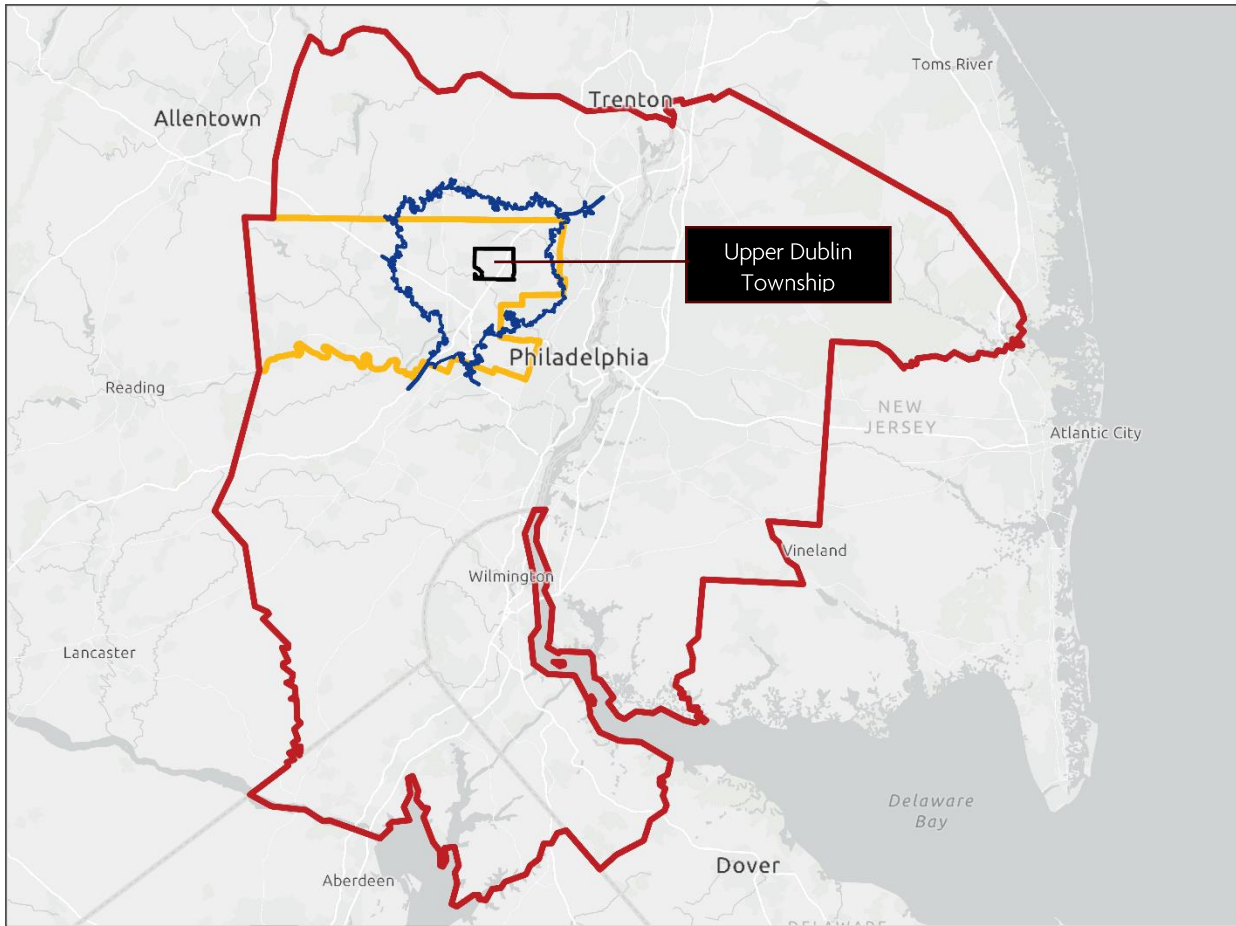 Toms River
Trenton
Allentown
Upper Dublin
Township
Philadelphia
Reading
NEW
JERSEY
Atlantic City
Vineland
Wilmington
Lancaster
Delaware
Bay
Dover
Aberdeen
DELAWARE